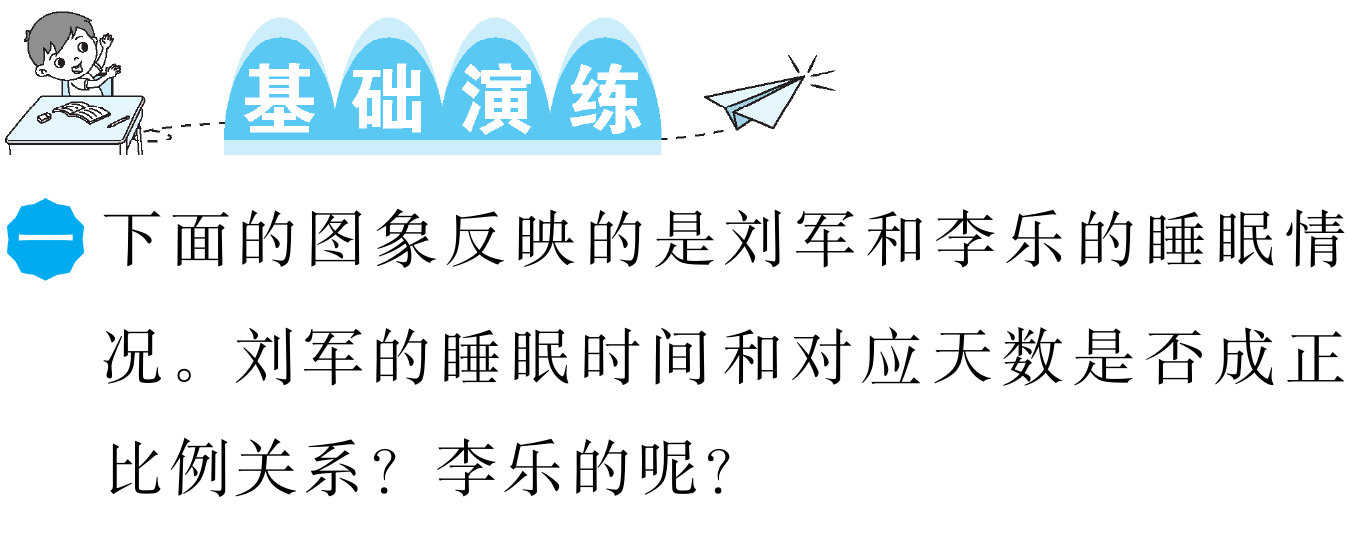 基础演练
一 下面的图象反映的是刘军和李乐的睡眠情
况。刘军的睡眠时间和对应天数是否成正
比例关系？李乐的呢？